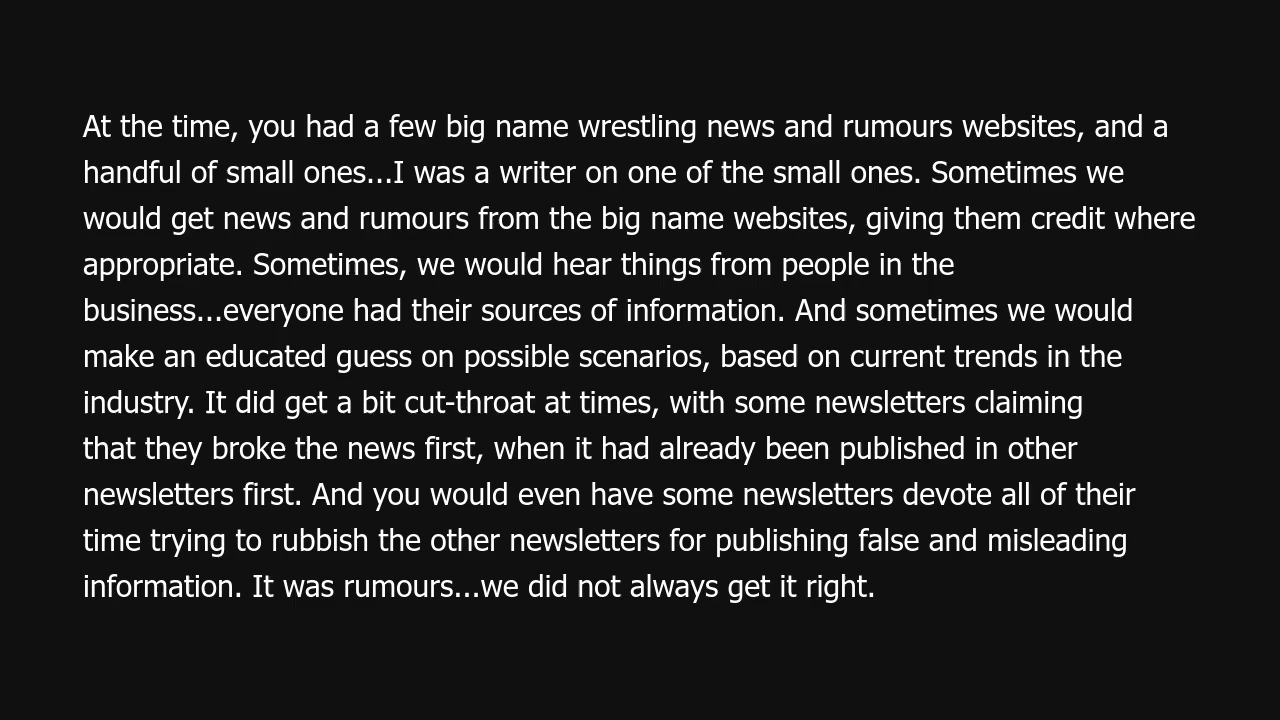 At the time, you had a few big name wrestling news and rumours websites, and a
handful of small ones...I was a writer on one of the small ones. Sometimes we
would get news and rumours from the big name websites, giving them credit where
appropriate. Sometimes, we would hear things from people in the
business...everyone had their sources of information. And sometimes we would
make an educated guess on possible scenarios, based on current trends in the
industry. It did get a bit cut-throat at times, with some newsletters claiming
that they broke the news first, when it had already been published in other
newsletters first. And you would even have some newsletters devote all of their
time trying to rubbish the other newsletters for publishing false and misleading
information. It was rumours...we did not always get it right.